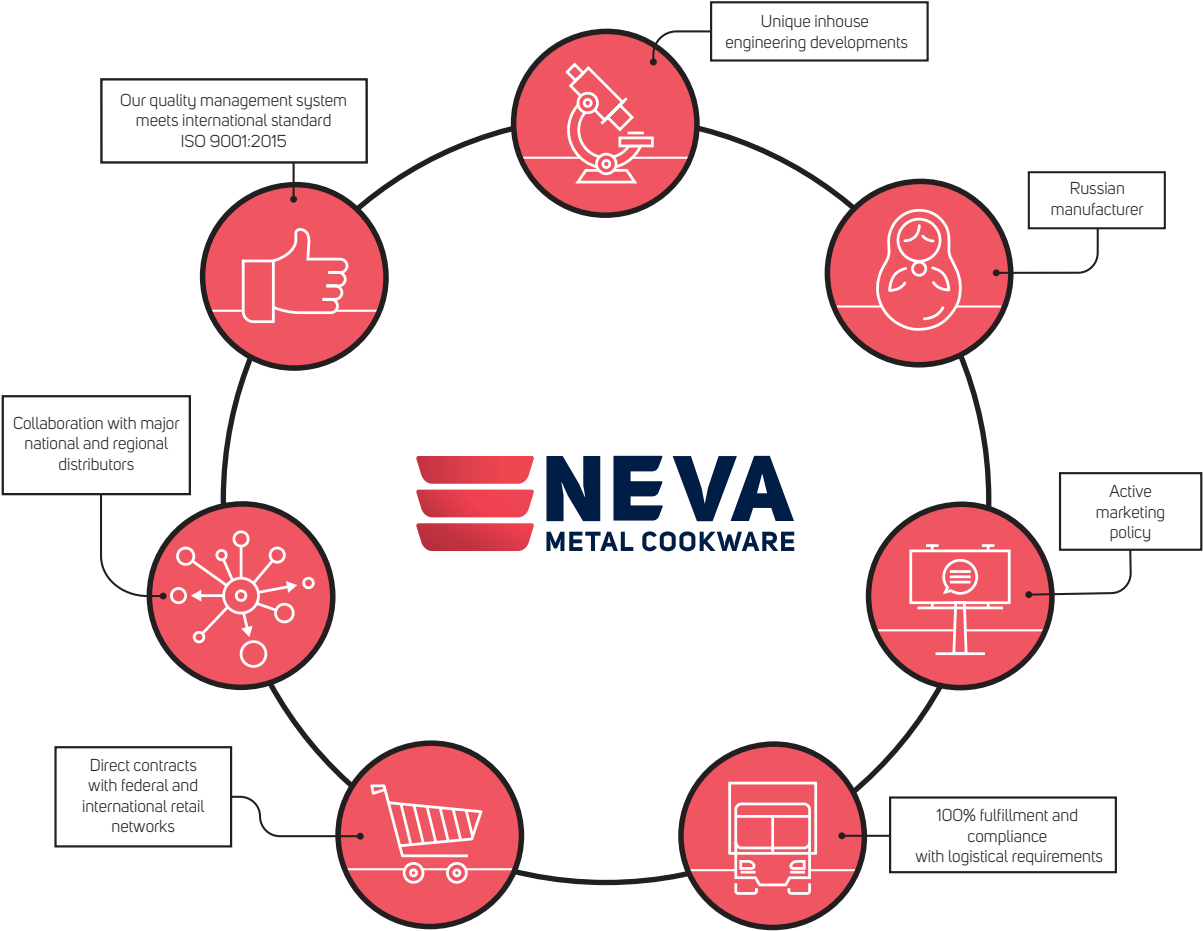 Unique inhouse
engineering developments
Our quality management system
meets international standard
ISO 9001:2015
Russian
manufacturer
Collaboration with major
national and regional
distributors
NEVA
METAL COOKWARE
Active
marketing
policy
Direct contracts
with federal and
international retail
networks
100% fulfillment and
compliance
with logistical requirements